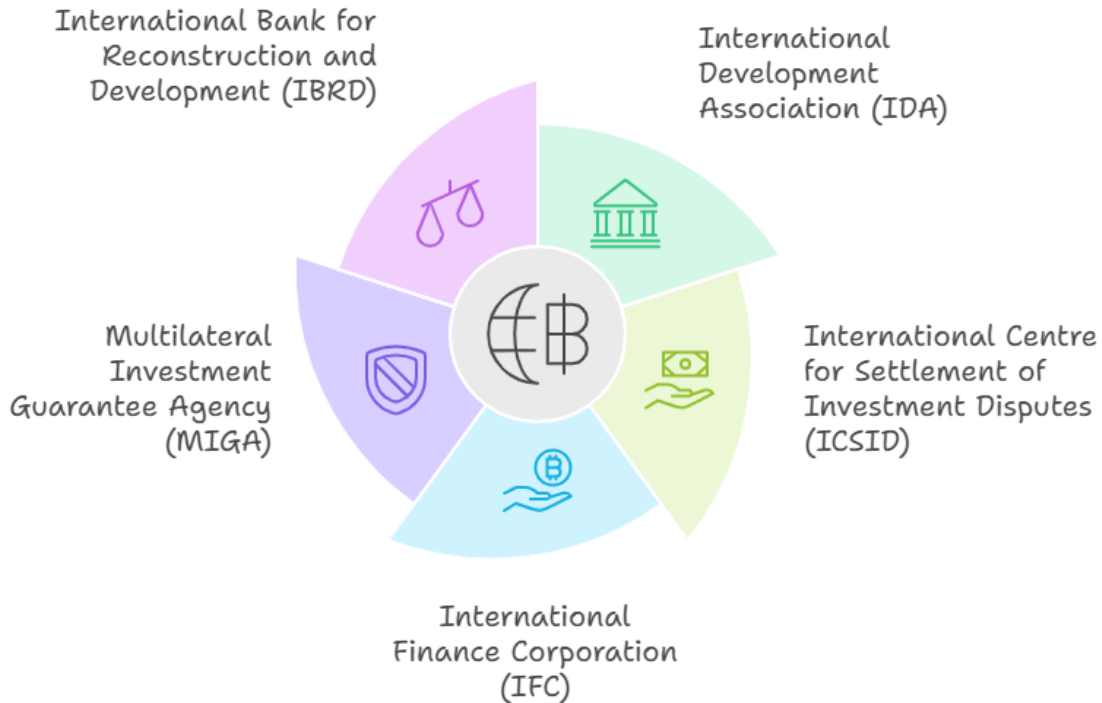 International Bank for
Reconstruction and
Development (IBRD)
International
Development
Association (IDA)
Multilateral
Investment
Guarantee Agency
(MIGA)
International Centre
for Settlement of
Investment Disputes
(ICSID)
International
Finance Corporation
(IFC)